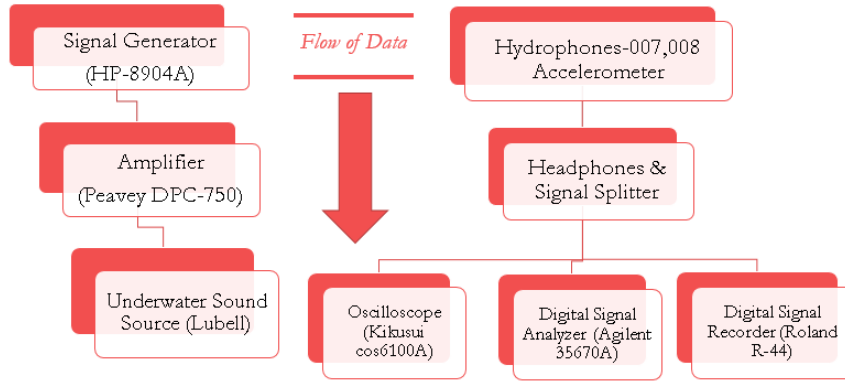 Signal Generator
(HP-8904A)
Amplifier
(Peavey DPC-750)
Underwater Sound
Source (Lubell)
Flow of Data
Hydrophones-007,008
Accelerometer
Headphones &
Signal Splitter
Oscilloscope
(Kikusui
cos6100A)
Digital Signal
Analyzer (Agilent
35670A)
Digital Signal
Recorder (Roland
R-44)